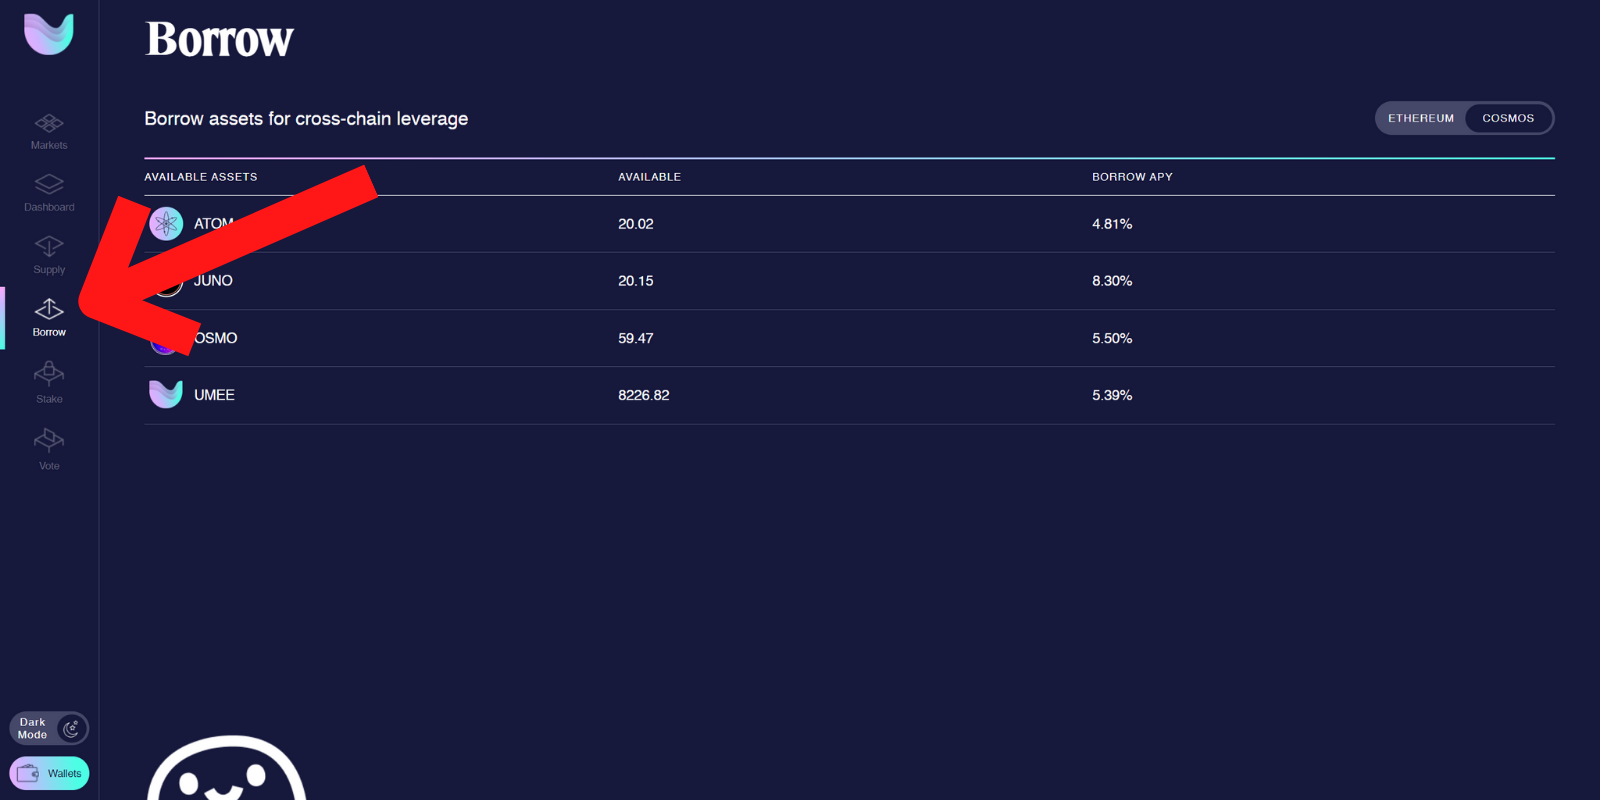 Borrow
Borrow assets for cross-chain leverage
ETHEREUM COSMOS
Markets
Dashboard
Supply
Borrow
Stake
Vote
AVAILABLE ASSETS AVAILABLE BORROW APY
ATOM 20.02 4.81%
JUNO 20.15 8.30%
OSMO 59.47 5.50%
UMEE 8226.82 5.39%
Dark
Mode
Wallets